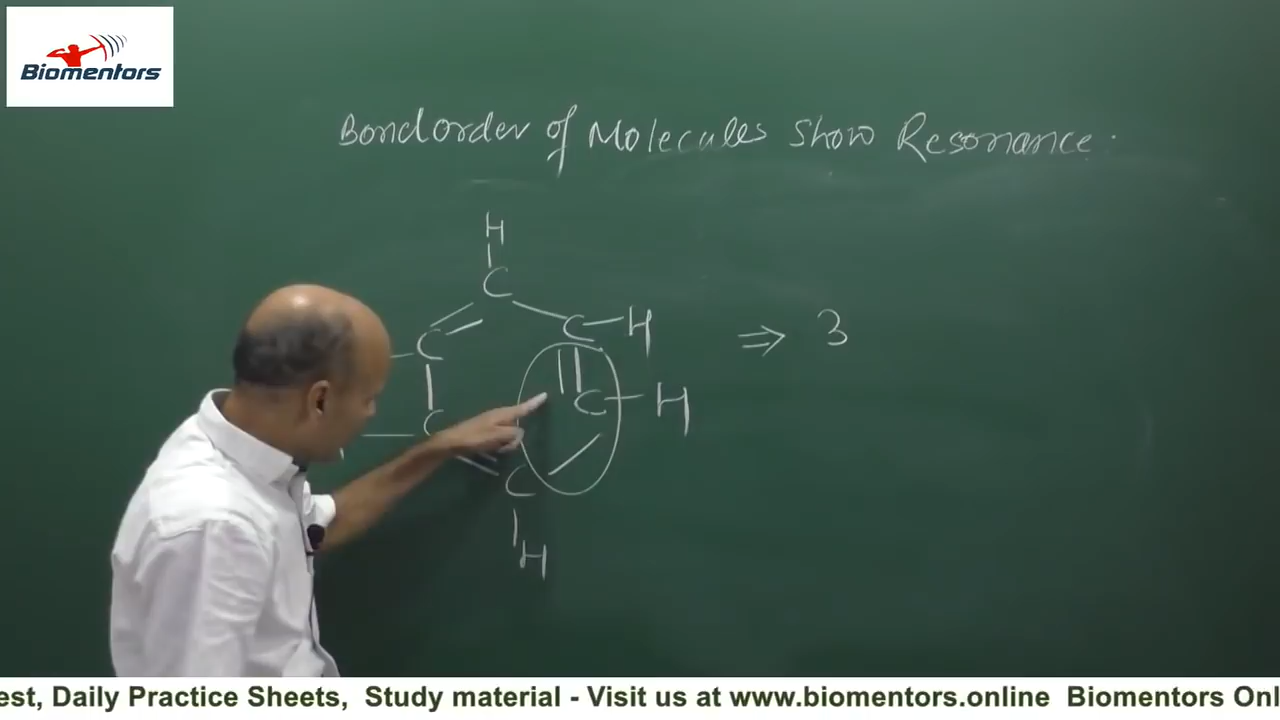 Biomentors
Bondorder of Molecules Show Resonance.
H
C
C C H
⇒ 3
C C H
C
H
est, Daily Practice Sheets, Study material - Visit us at www.biomentors.online Biomentors Onl